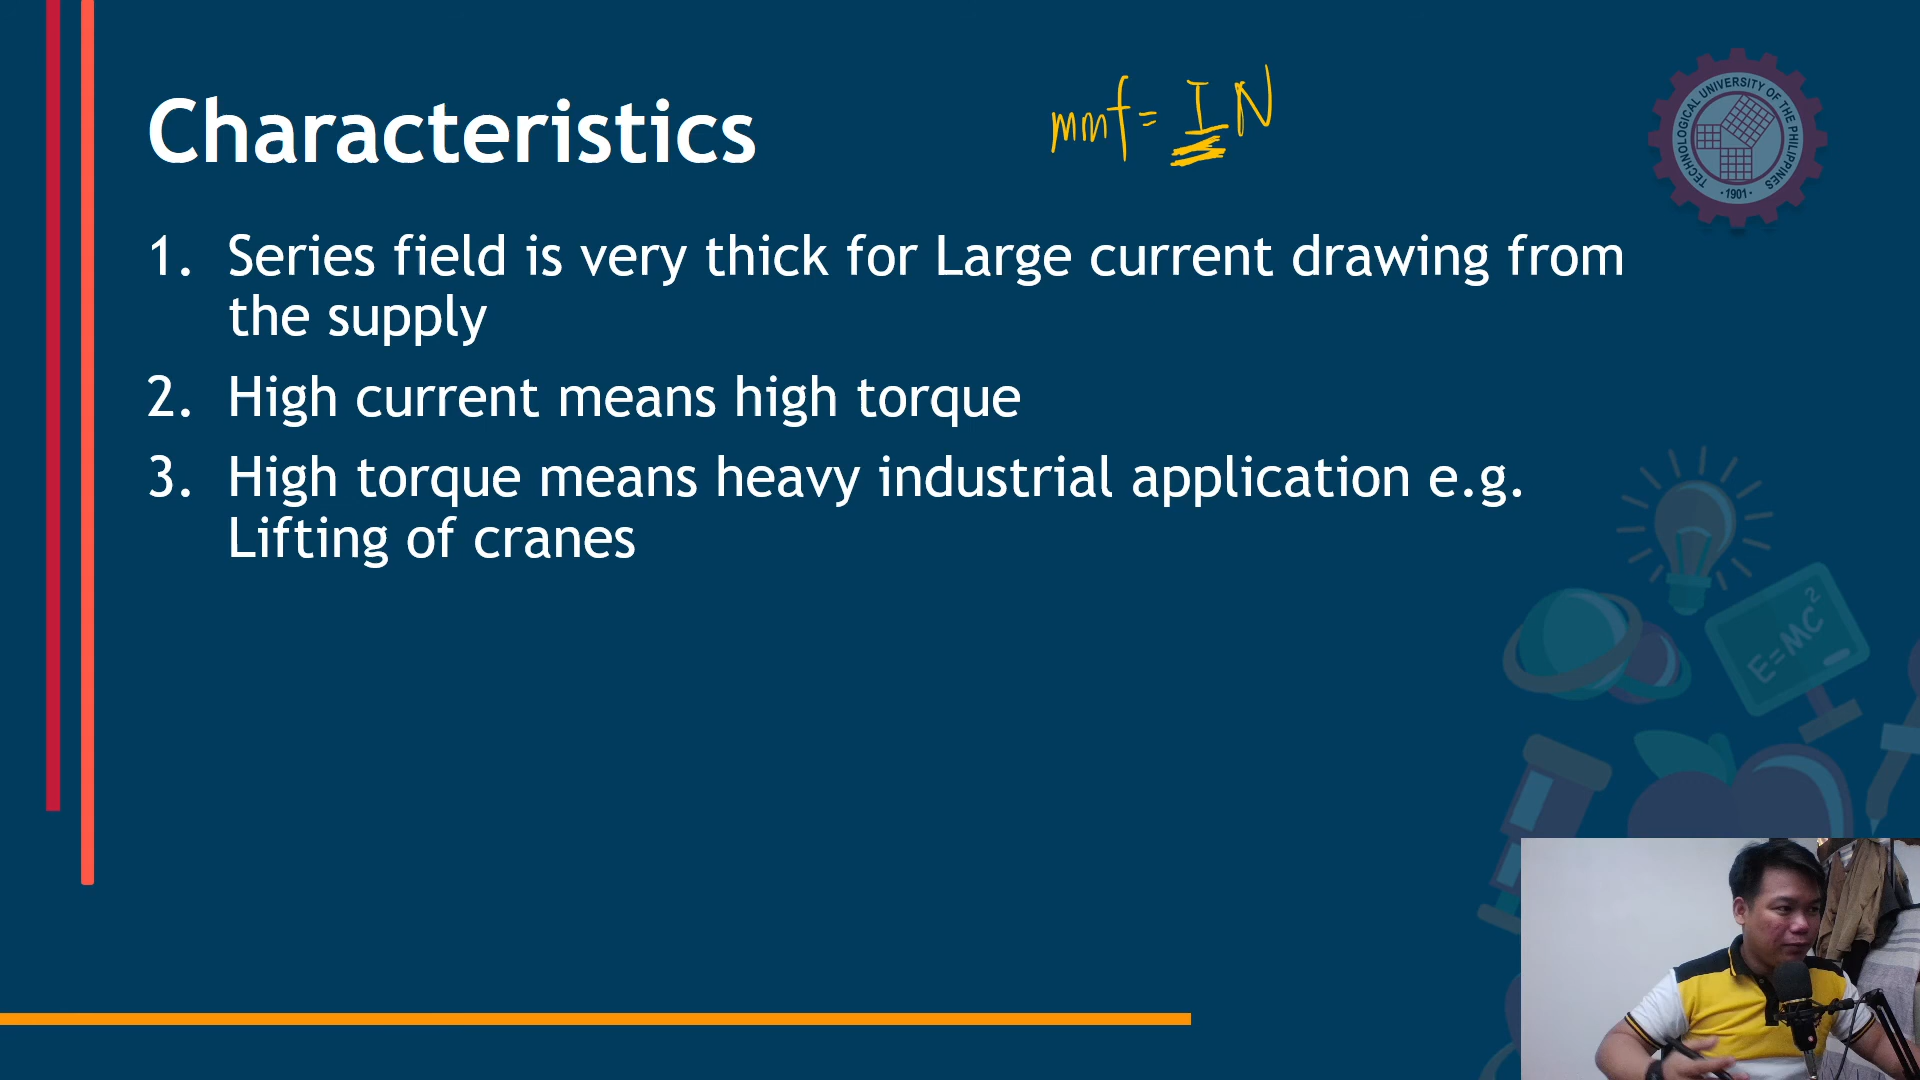 Characteristics
mmf = I N
TECHNOLOGICAL UNIVERSITY OF THE PHILIPPINES
· 1901 ·
1. Series field is very thick for Large current drawing from
the supply
2. High current means high torque
3. High torque means heavy industrial application e.g.
Lifting of cranes
E=MC²